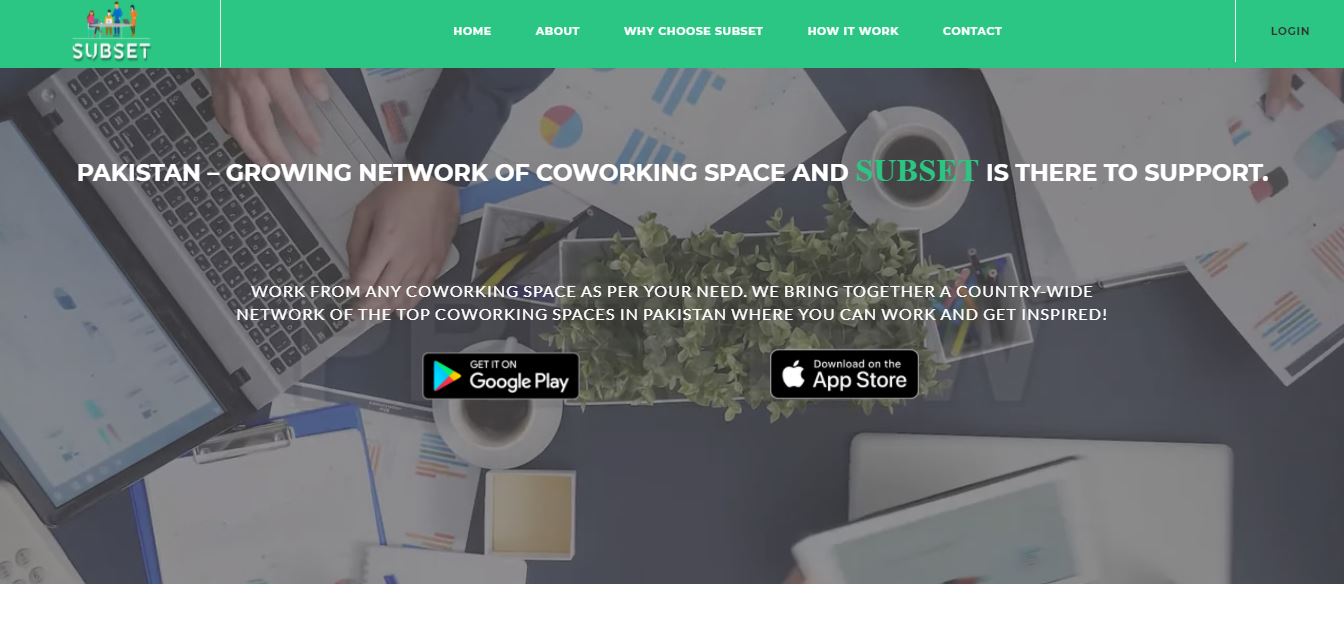 SUBSET
HOME
ABOUT
WHY CHOOSE SUBSET
HOW IT WORK
CONTACT
LOGIN
PAKISTAN – GROWING NETWORK OF COWORKING SPACE AND SUBSET IS THERE TO SUPPORT.
WORK FROM ANY COWORKING SPACE AS PER YOUR NEED. WE BRING TOGETHER A COUNTRY-WIDE
NETWORK OF THE TOP COWORKING SPACES IN PAKISTAN WHERE YOU CAN WORK AND GET INSPIRED!
GET IT ON
Google Play
Download on the
App Store